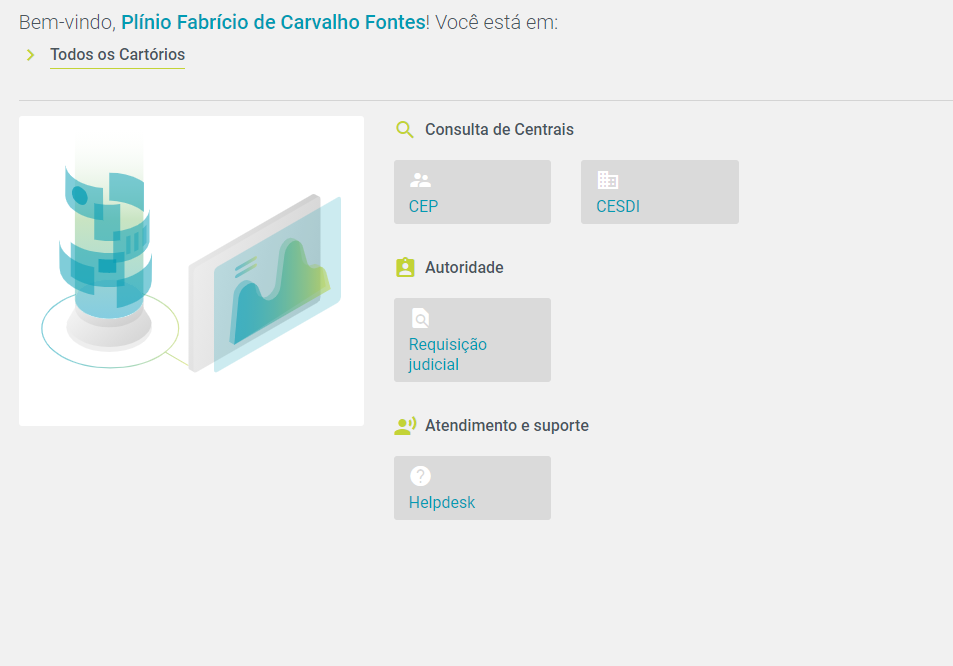 Bem-vindo, Plínio Fabrício de Carvalho Fontes! Você está em:
Todos os Cartórios
Consulta de Centrais
CEP
CESDI
Autoridade
Requisição
judicial
Atendimento e suporte
Helpdesk